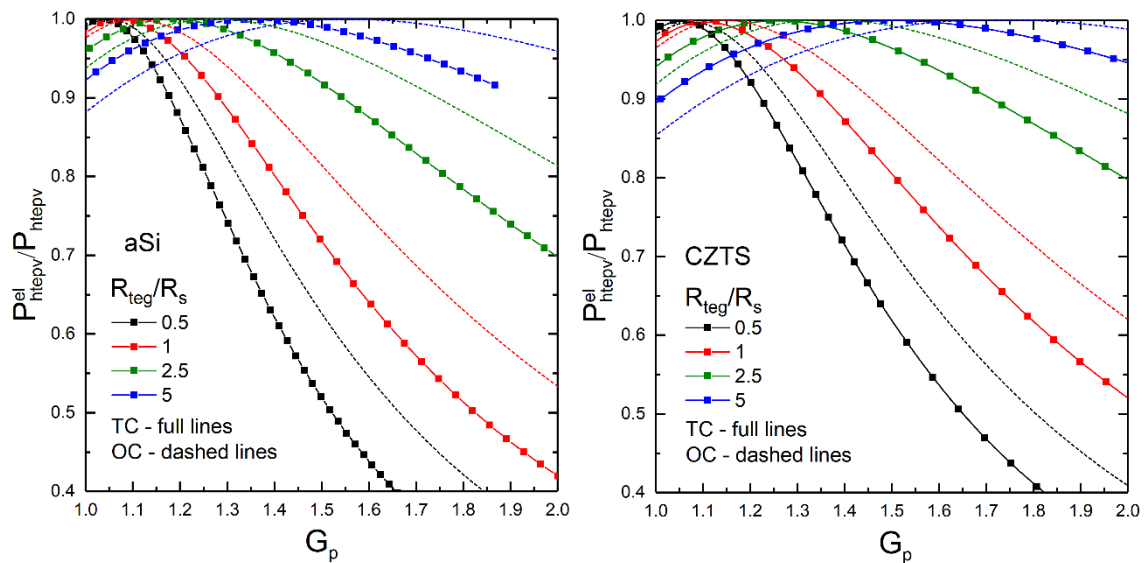 P^el_htepv/P_htepv
1.0
0.9
0.8
0.7
0.6
0.5
0.4
aSi
R_teg/R_s
0.5
1
2.5
5
TC - full lines
OC - dashed lines
1.0 1.1 1.2 1.3 1.4 1.5 1.6 1.7 1.8 1.9 2.0
G_p
P^el_htepv/P_htepv
1.0
0.9
0.8
0.7
0.6
0.5
0.4
CZTS
R_teg/R_s
0.5
1
2.5
5
TC - full lines
OC - dashed lines
1.0 1.1 1.2 1.3 1.4 1.5 1.6 1.7 1.8 1.9 2.0
G_p